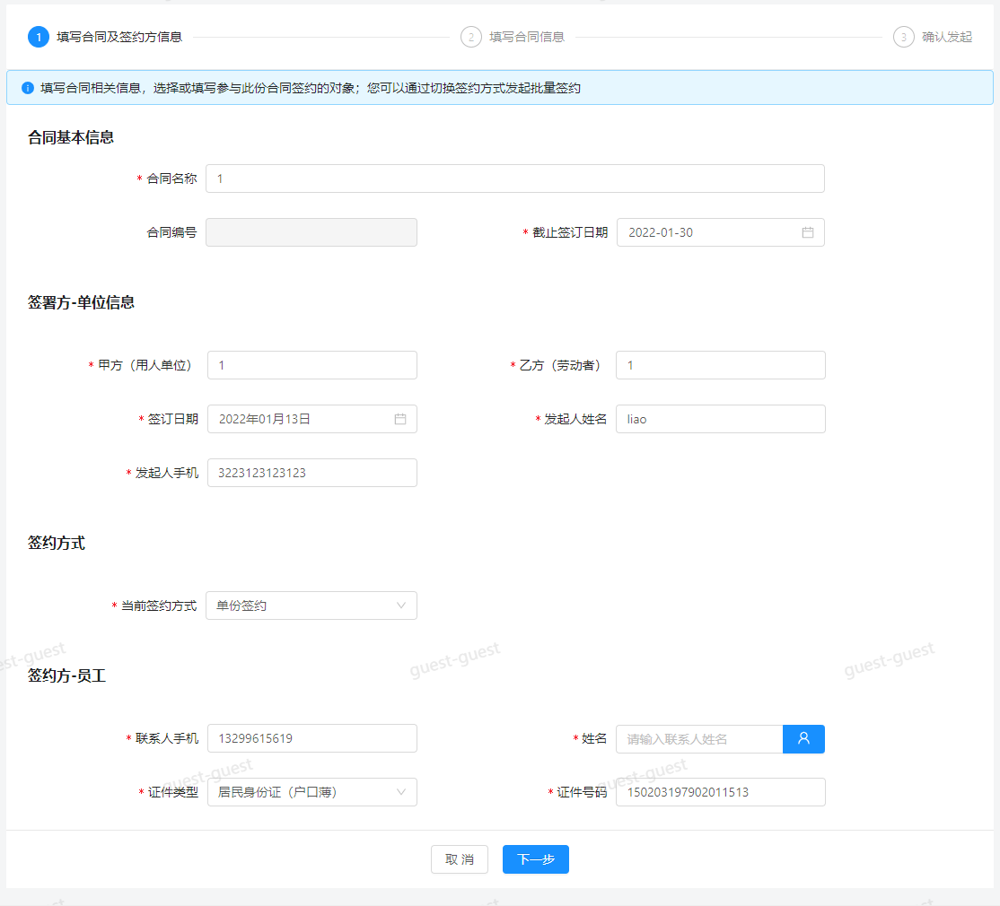 1 填写合同及签约方信息 2 填写合同信息 3 确认发起
填写合同相关信息，选择或填写参与此份合同签约的对象；您可以通过切换签约方式发起批量签约
合同基本信息
* 合同名称 1
合同编号 * 截止签订日期 2022-01-30
签署方-单位信息
* 甲方（用人单位） 1 * 乙方（劳动者） 1
* 签订日期 2022年01月13日 * 发起人姓名 liao
* 发起人手机 3223123123123
签约方式
* 当前签约方式 单份签约
guest-guest guest-guest guest-guest
签约方-员工
* 联系人手机 13299615619 * 姓名 请输入联系人姓名
guest-guest guest-guest
* 证件类型 居民身份证（户口薄） * 证件号码 150203197902011513
取 消 下一步